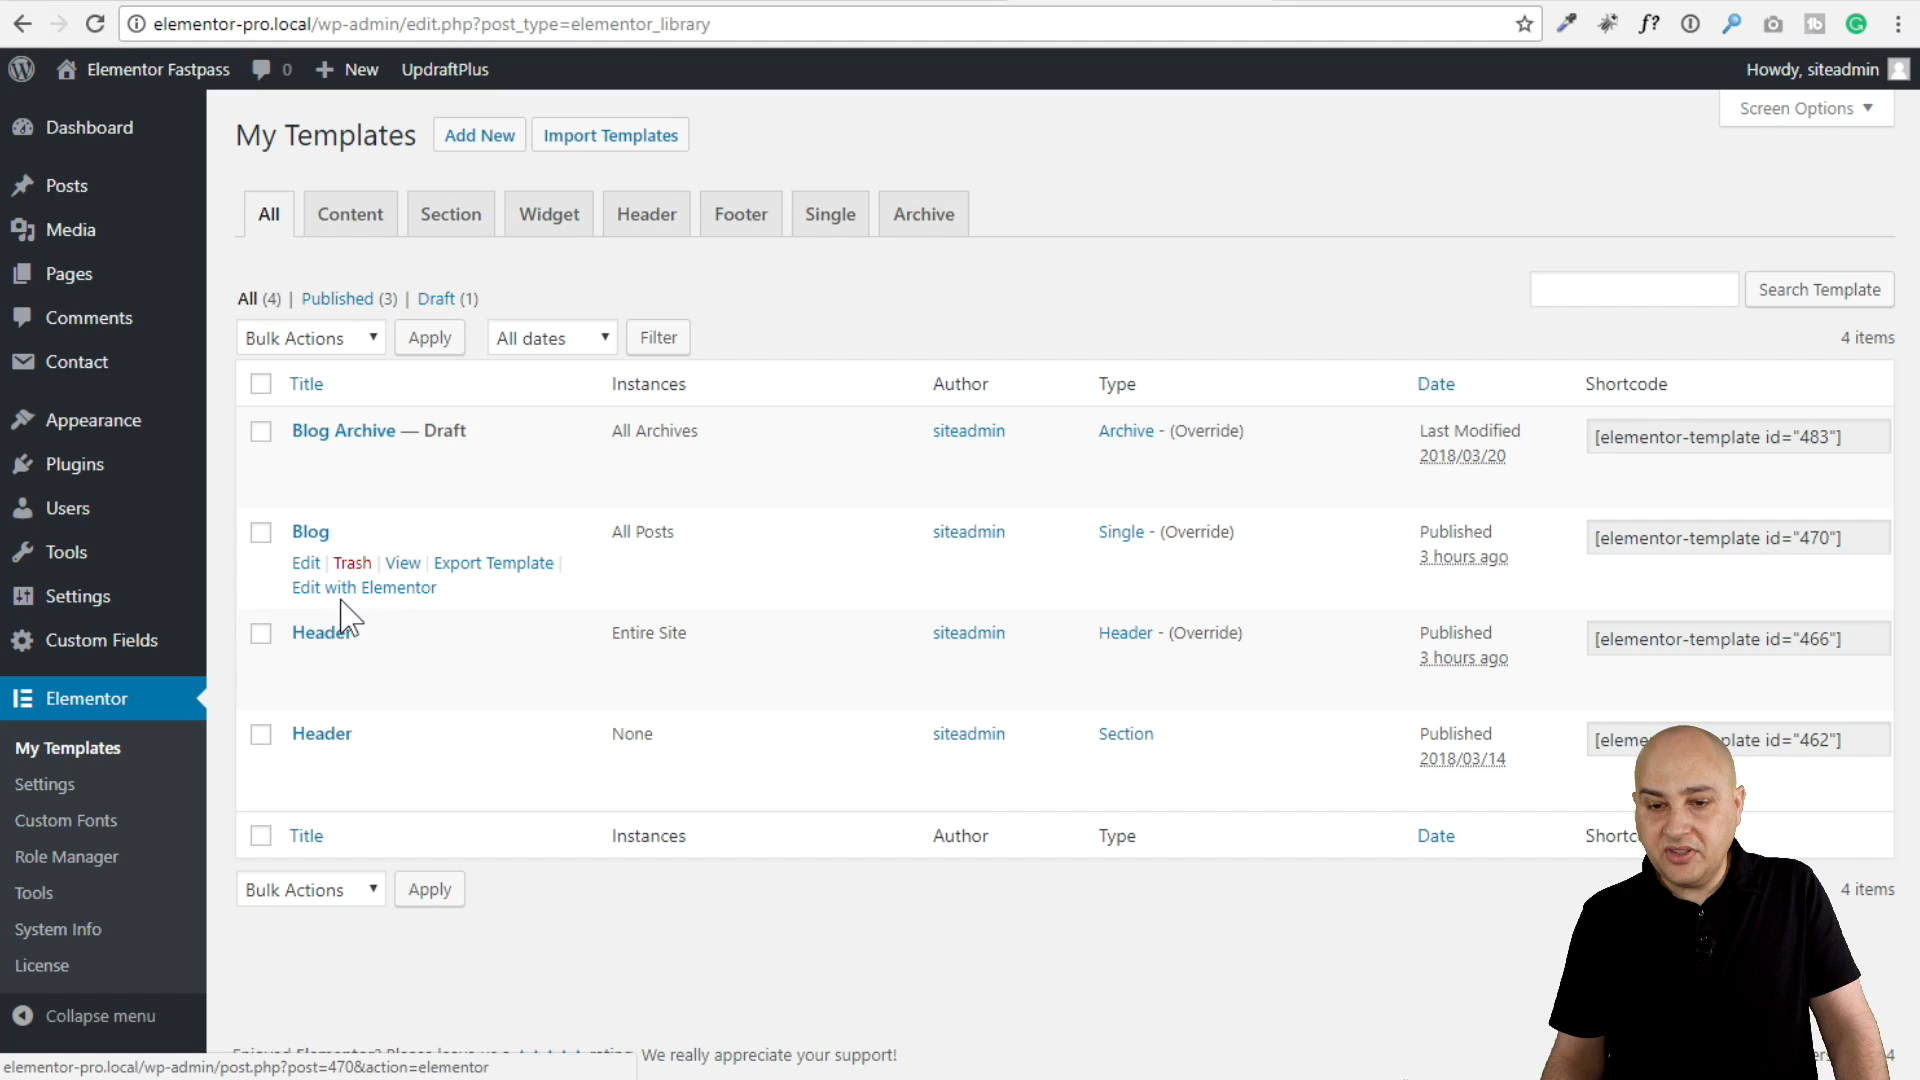 elementor-pro.local/wp-admin/edit.php?post_type=elementor_library
f?
Elementor Fastpass 0 New UpdraftPlus Howdy, siteadmin
Screen Options
Dashboard
Posts
Media
Pages
Comments
Contact
Appearance
Plugins
Users
Tools
Settings
Custom Fields
Elementor
My Templates
Settings
Custom Fonts
Role Manager
Tools
System Info
License
Collapse menu
My Templates Add New Import Templates
All Content Section Widget Header Footer Single Archive
All (4) | Published (3) | Draft (1)
Search Template
Bulk Actions Apply All dates Filter 4 items
Title Instances Author Type Date Shortcode
Blog Archive — Draft All Archives siteadmin Archive - (Override) Last Modified [elementor-template id="483"]
2018/03/20
Blog All Posts siteadmin Single - (Override) Published [elementor-template id="470"]
Edit | Trash | View | Export Template | 3 hours ago
Edit with Elementor
Header Entire Site siteadmin Header - (Override) Published [elementor-template id="466"]
3 hours ago
Header None siteadmin Section Published [eleme plate id="462"]
2018/03/14
Title Instances Author Type Date Shortc
Bulk Actions Apply 4 items
We really appreciate your support!
elementor-pro.local/wp-admin/post.php?post=470&action=elementor